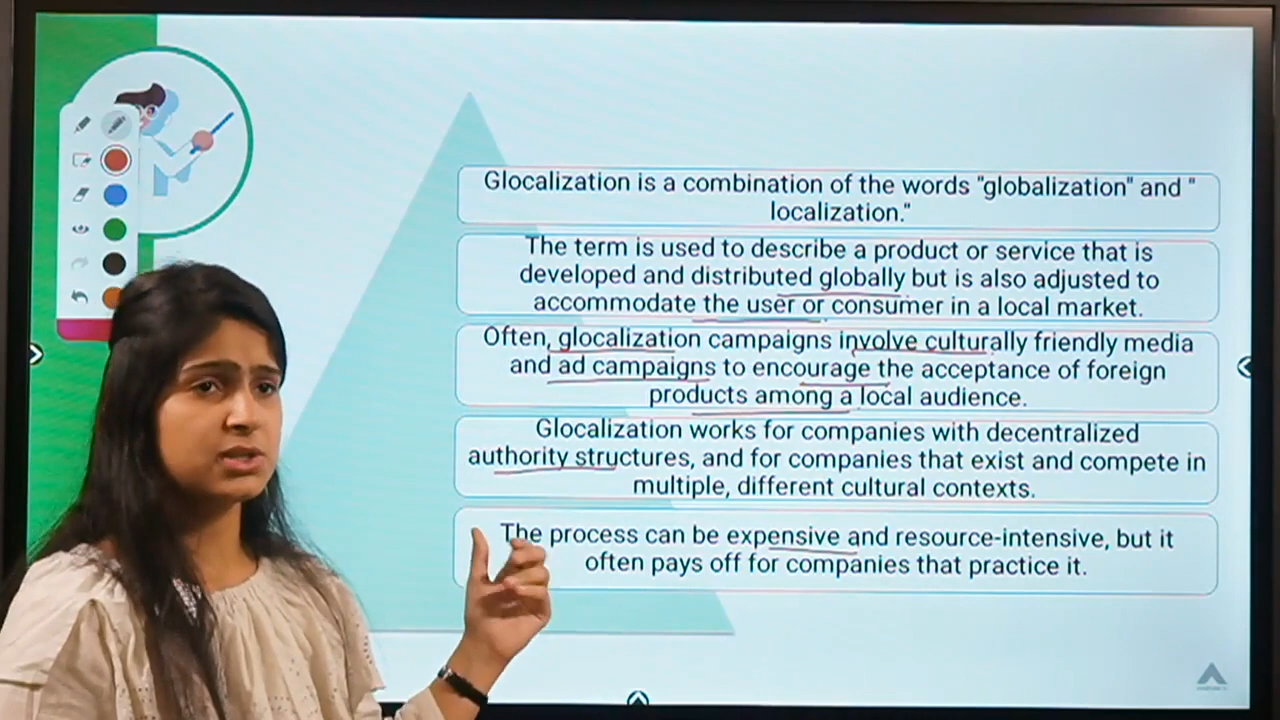 Glocalization is a combination of the words "globalization" and "
localization."
The term is used to describe a product or service that is
developed and distributed globally but is also adjusted to
accommodate the user or consumer in a local market.
Often, glocalization campaigns involve culturally friendly media
and ad campaigns to encourage the acceptance of foreign
products among a local audience.
Glocalization works for companies with decentralized
authority structures, and for companies that exist and compete in
multiple, different cultural contexts.
The process can be expensive and resource-intensive, but it
often pays off for companies that practice it.